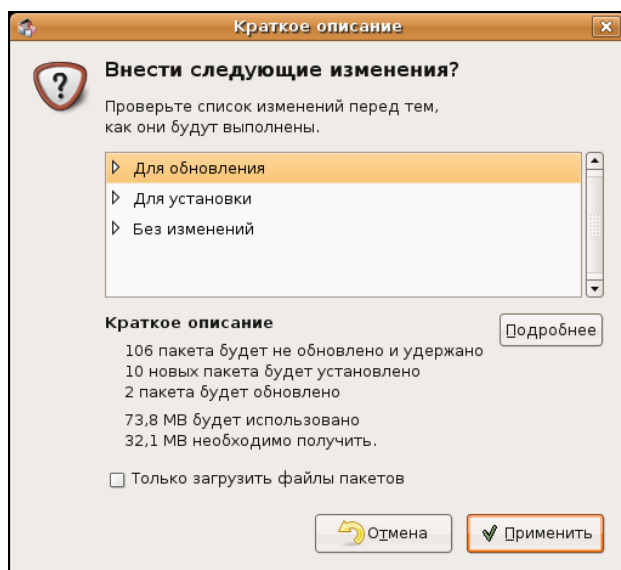 Краткое описание
Внести следующие изменения?
Проверьте список изменений перед тем,
как они будут выполнены.
Для обновления
Для установки
Без изменений
Краткое описание
Подробнее
106 пакета будет не обновлено и удержано
10 новых пакета будет установлено
2 пакета будет обновлено
73,8 MB будет использовано
32,1 MB необходимо получить.
Только загрузить файлы пакетов
Отмена
Применить